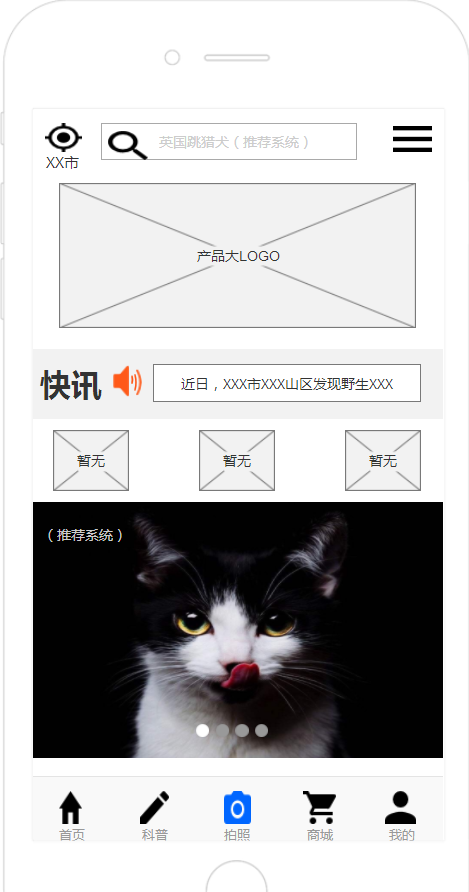 英国跳猎犬（推荐系统）
XX市
产品大LOGO
快讯
近日，XXX市XXX山区发现野生XXX
暂无
暂无
暂无
（推荐系统）
首页
科普
拍照
商城
我的